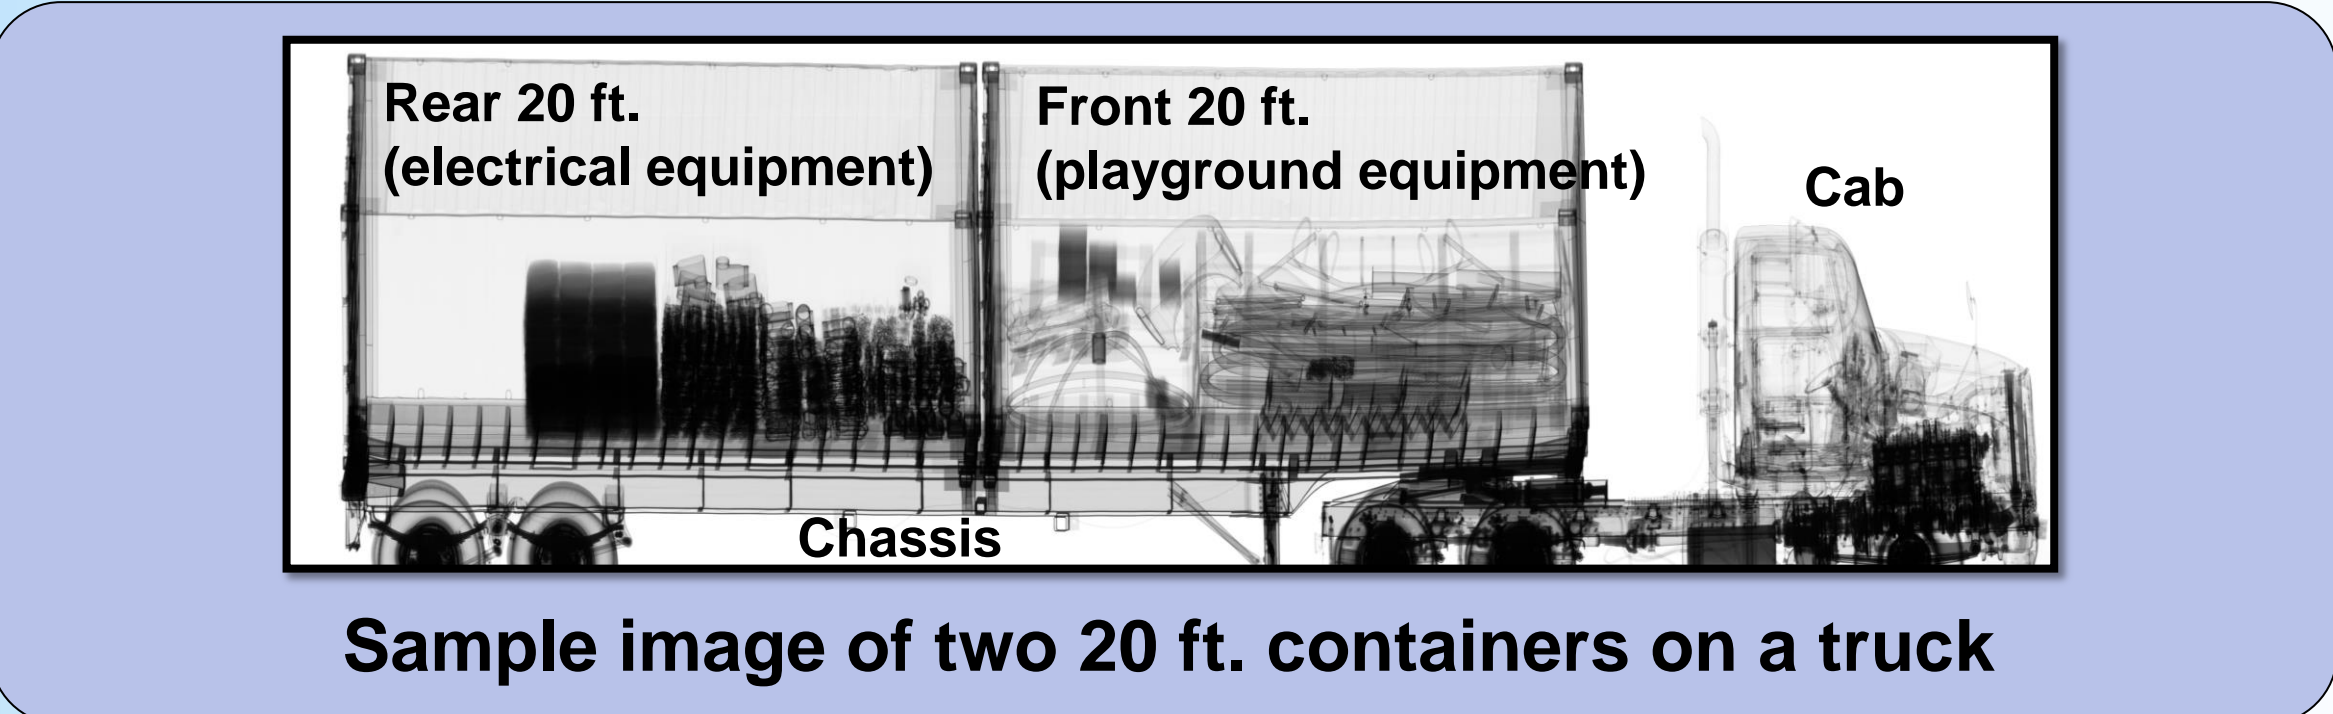 Rear 20 ft.
(electrical equipment)
Front 20 ft.
(playground equipment)
Cab
Chassis
Sample image of two 20 ft. containers on a truck